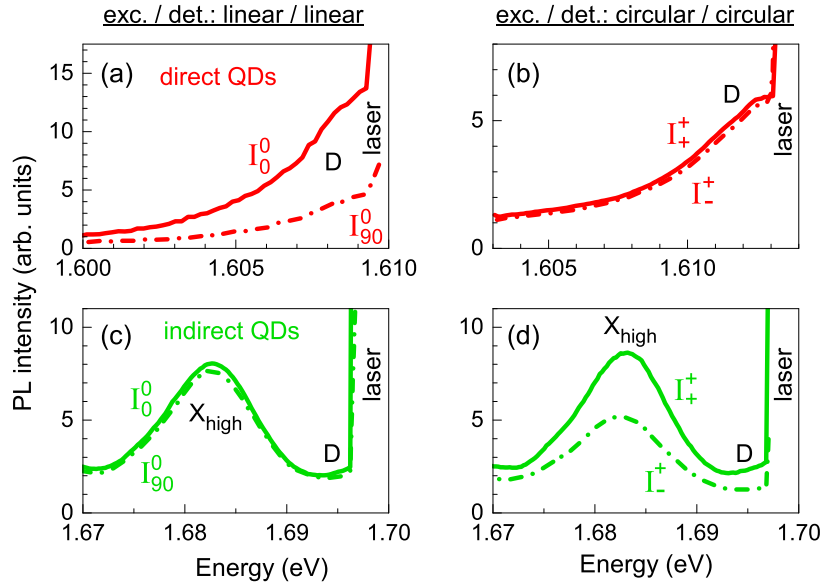 exc. / det.: linear / linear
exc. / det.: circular / circular
PL intensity (arb. units)
(a) direct QDs
15
10
5
0
I⁰₀
D
laser
I⁰₉₀
1.600 1.605 1.610
(b)
5
0
D
I⁺₊
I⁺₋
laser
1.605 1.610
(c) indirect QDs
10
5
0
I⁰₀
I⁰₉₀
X_high
D
laser
1.67 1.68 1.69 1.70
Energy (eV)
(d)
10
5
0
X_high
I⁺₊
I⁺₋
D
laser
1.67 1.68 1.69 1.70
Energy (eV)